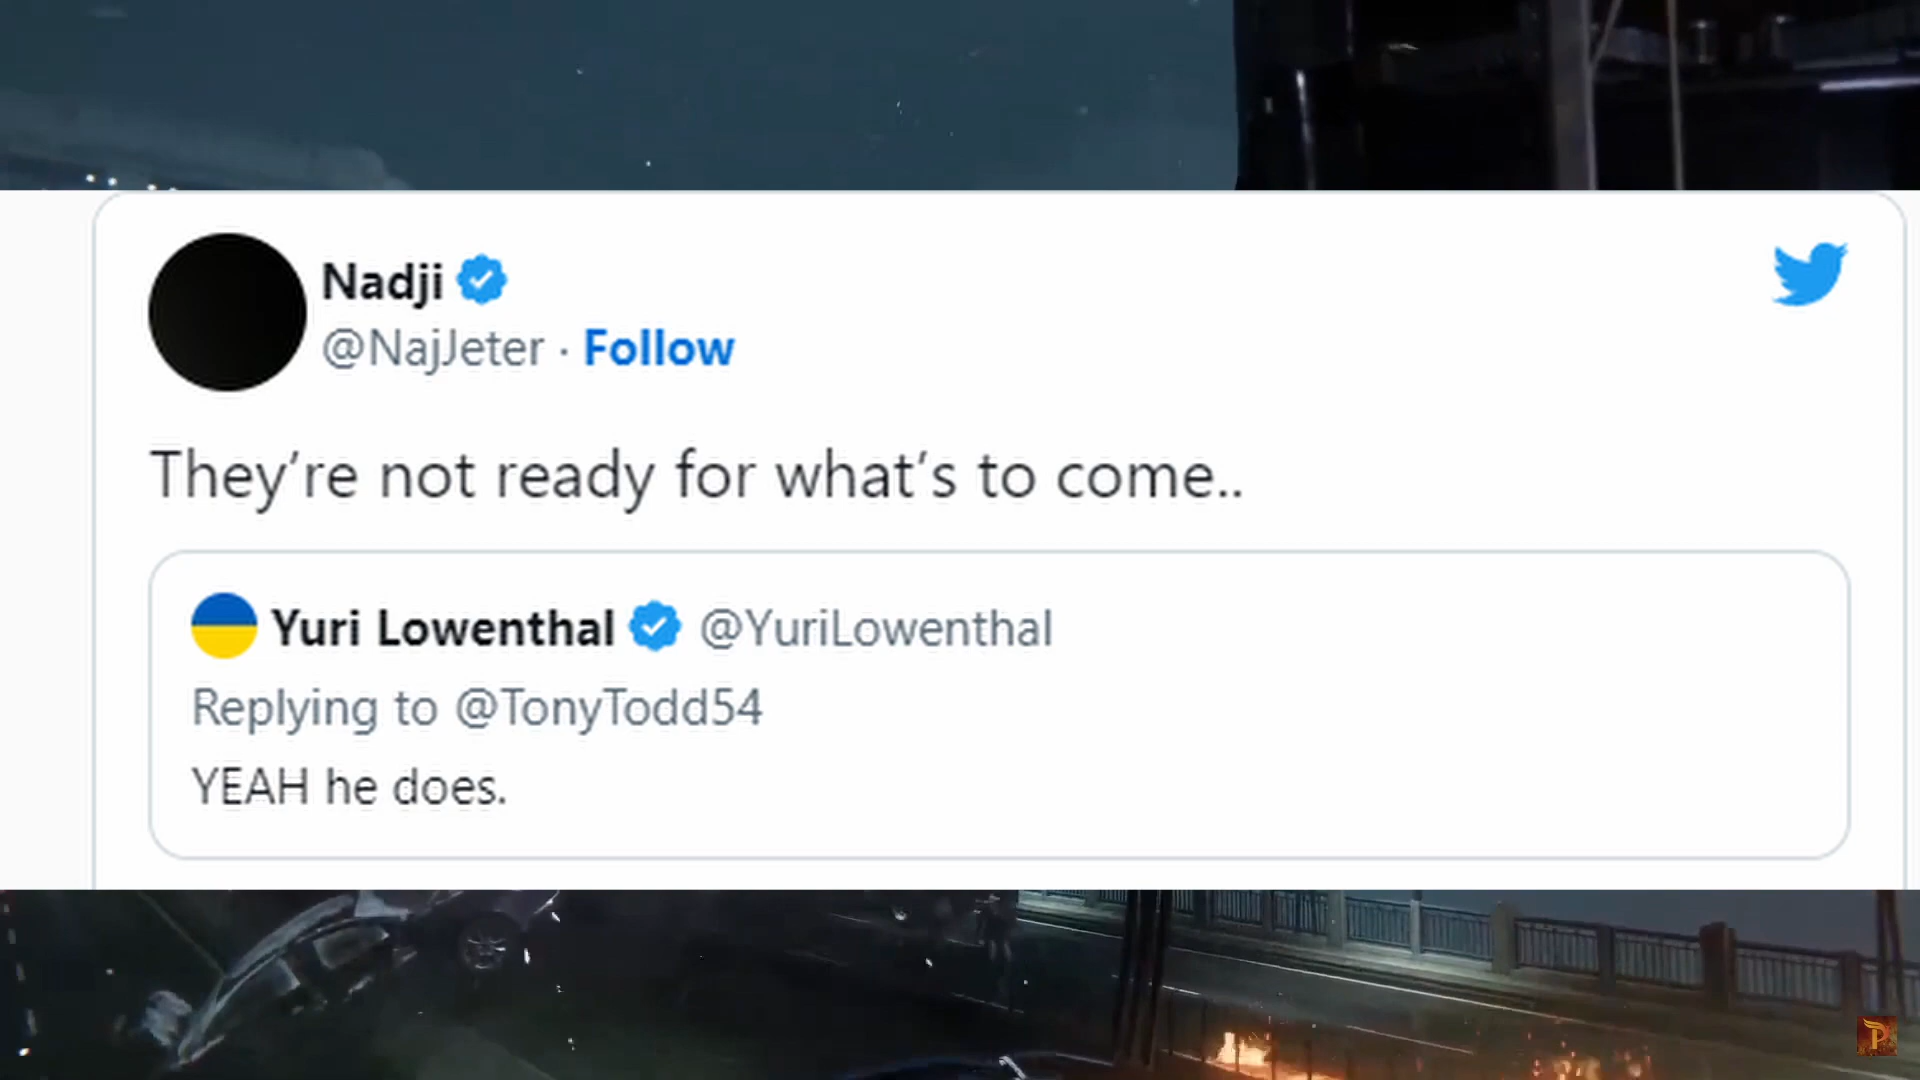 Nadji
@NajJeter · Follow
They’re not ready for what’s to come..
Yuri Lowenthal @YuriLowenthal
Replying to @TonyTodd54
YEAH he does.
P